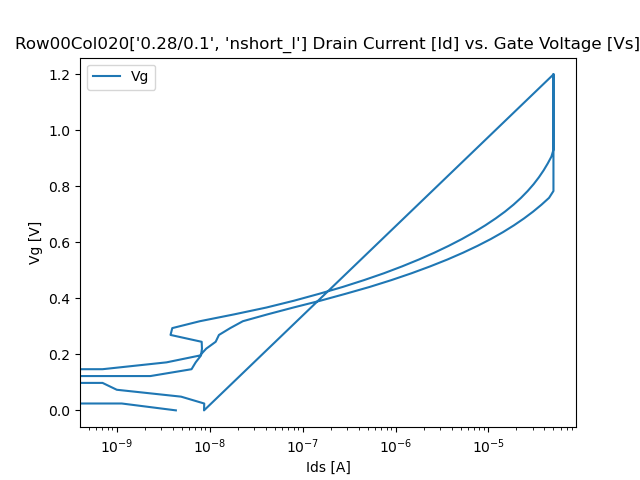 Row00Col020['0.28/0.1', 'nshort_l'] Drain Current [Id] vs. Gate Voltage [Vs]
Vg
1.2
1.0
0.8
0.6
0.4
0.2
0.0
Vg [V]
10⁻⁹ 10⁻⁸ 10⁻⁷ 10⁻⁶ 10⁻⁵
Ids [A]